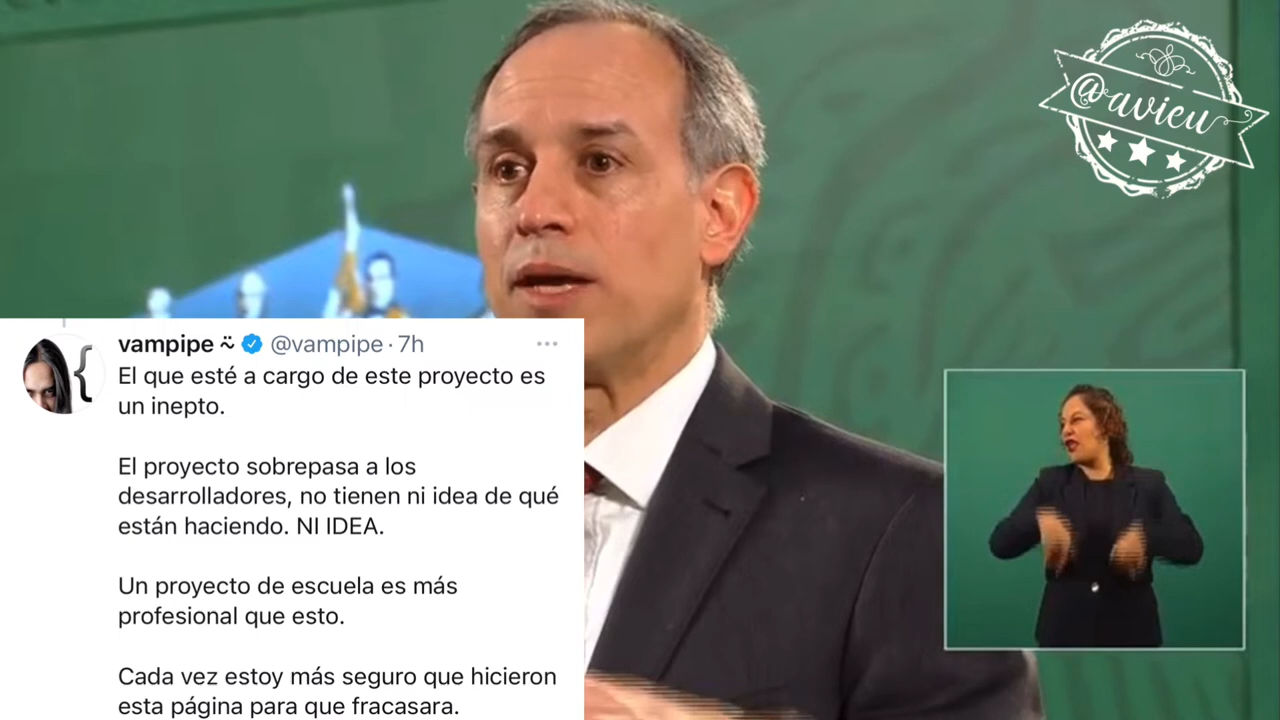 @avieu
vampipe ~̈ @vampipe · 7h
El que esté a cargo de este proyecto es
un inepto.
El proyecto sobrepasa a los
desarrolladores, no tienen ni idea de qué
están haciendo. NI IDEA.
Un proyecto de escuela es más
profesional que esto.
Cada vez estoy más seguro que hicieron
esta página para que fracasara.